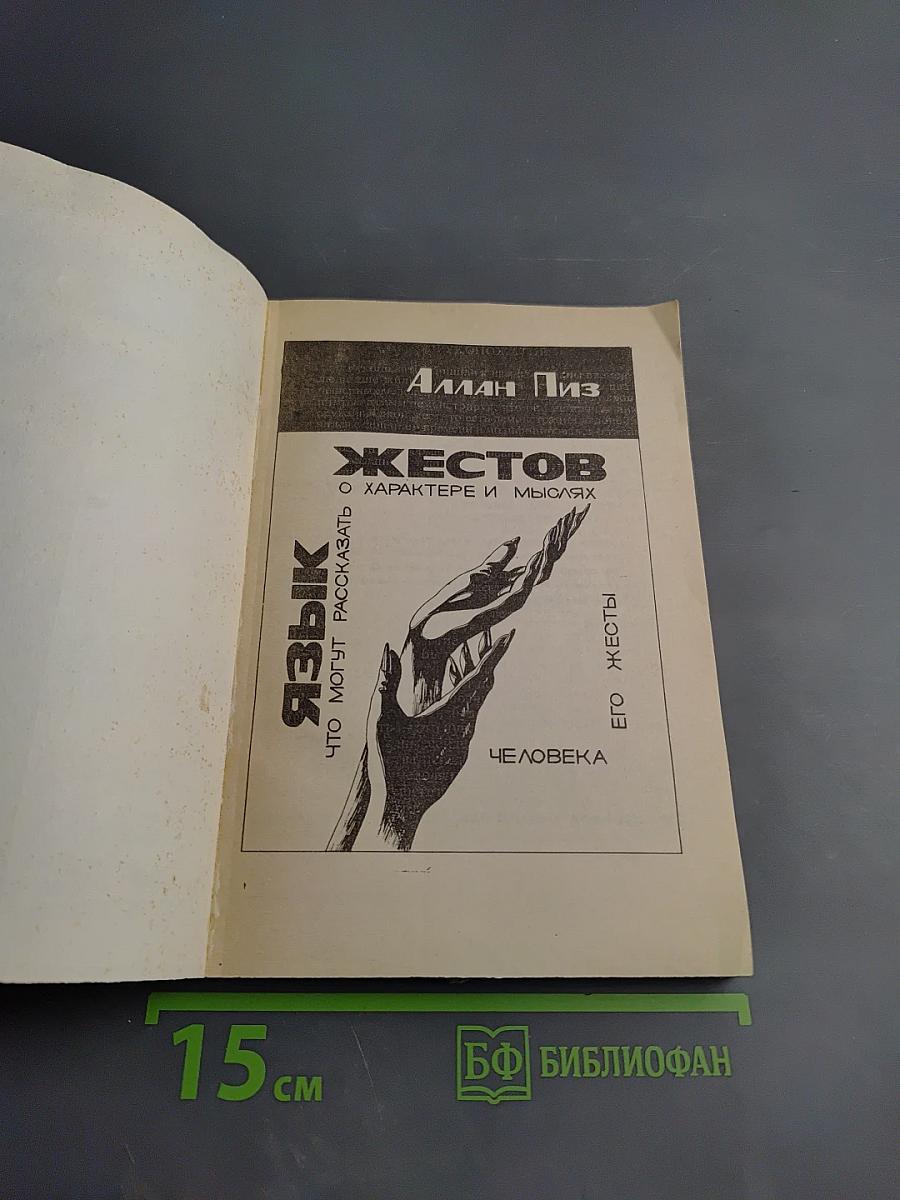 Аллан Пиз
ЯЗЫК
ЖЕСТОВ
ЧТО МОГУТ РАССКАЗАТЬ
О ХАРАКТЕРЕ И МЫСЛЯХ
ЧЕЛОВЕКА
ЕГО ЖЕСТЫ
15 см
БФ БИБЛИОФАН